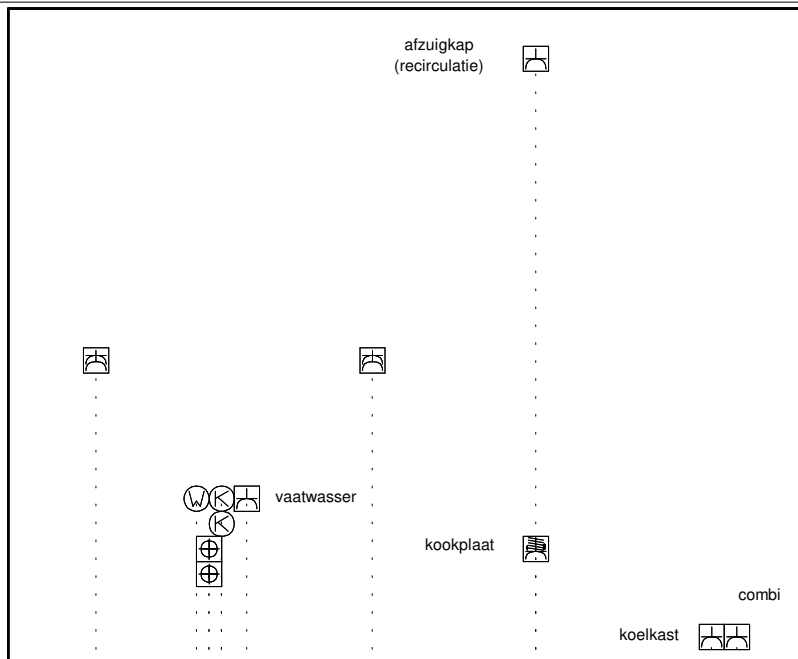 afzuigkap
(recirculatie)
W K vaatwasser
K
kookplaat
combi
koelkast